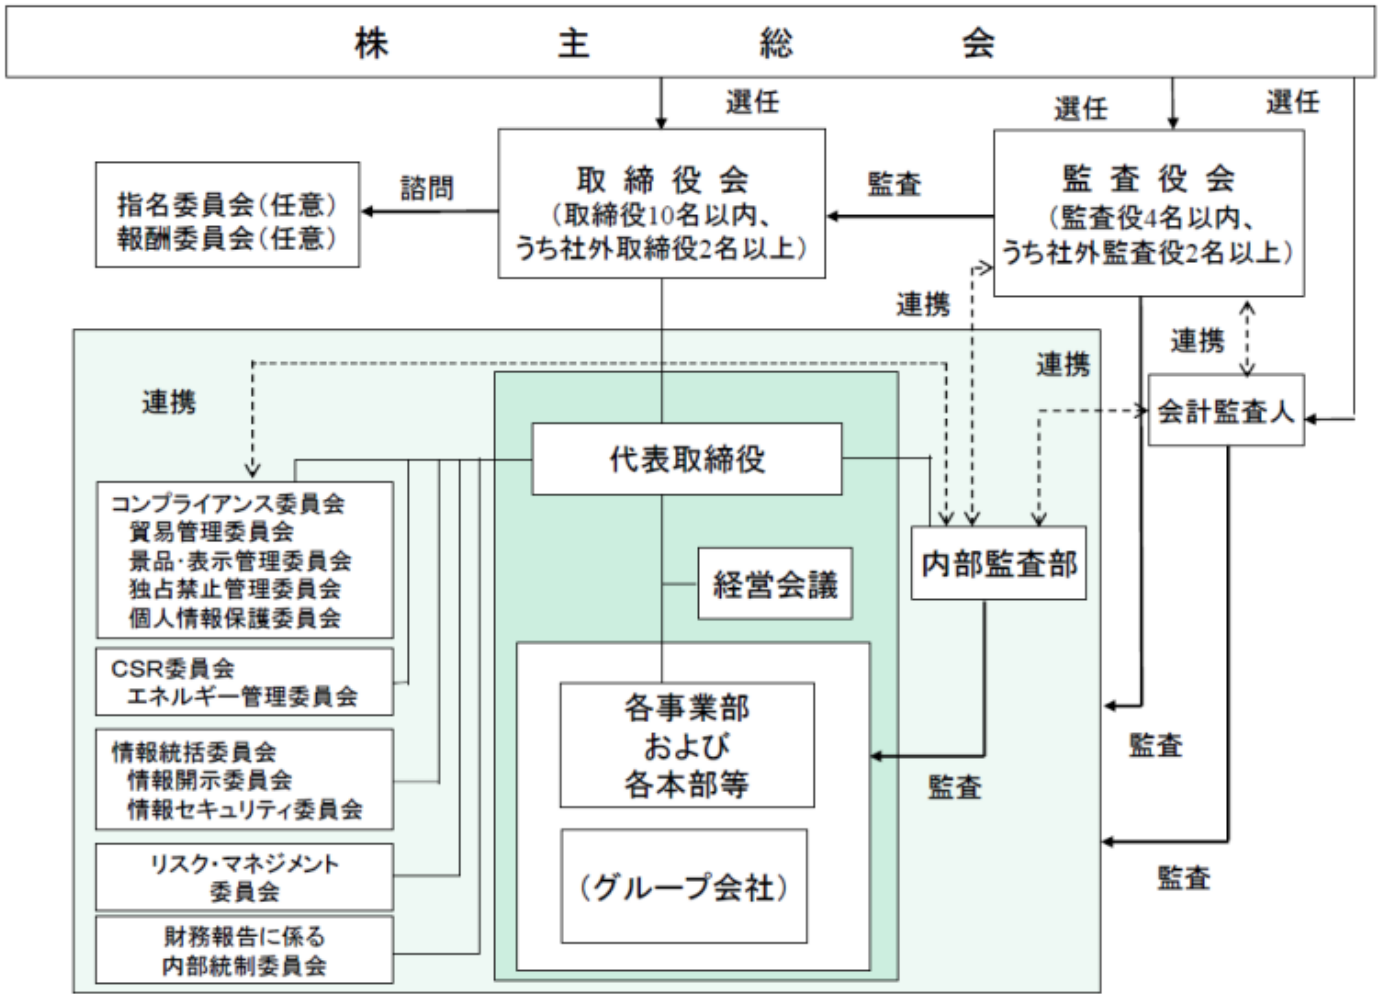 株主総会
選任
選任
選任
指名委員会(任意)
報酬委員会(任意)
諮問
取締役会
(取締役10名以内、
うち社外取締役2名以上)
監査
監査役会
(監査役4名以内、
うち社外監査役2名以上)
連携
連携
連携
連携
会計監査人
代表取締役
コンプライアンス委員会
貿易管理委員会
景品・表示管理委員会
独占禁止管理委員会
個人情報保護委員会
経営会議
内部監査部
CSR委員会
エネルギー管理委員会
各事業部
および
各本部等
情報統括委員会
情報開示委員会
情報セキュリティ委員会
監査
監査
監査
リスク・マネジメント
委員会
(グループ会社)
財務報告に係る
内部統制委員会